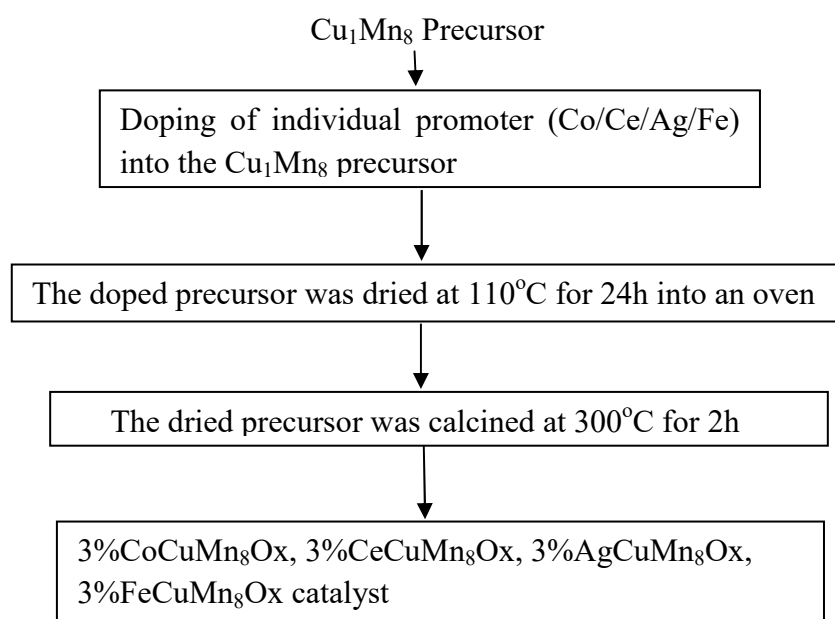 Cu₁Mn₈ Precursor
Doping of individual promoter (Co/Ce/Ag/Fe)
into the Cu₁Mn₈ precursor
The doped precursor was dried at 110°C for 24h into an oven
The dried precursor was calcined at 300°C for 2h
3%CoCuMn₈Ox, 3%CeCuMn₈Ox, 3%AgCuMn₈Ox,
3%FeCuMn₈Ox catalyst